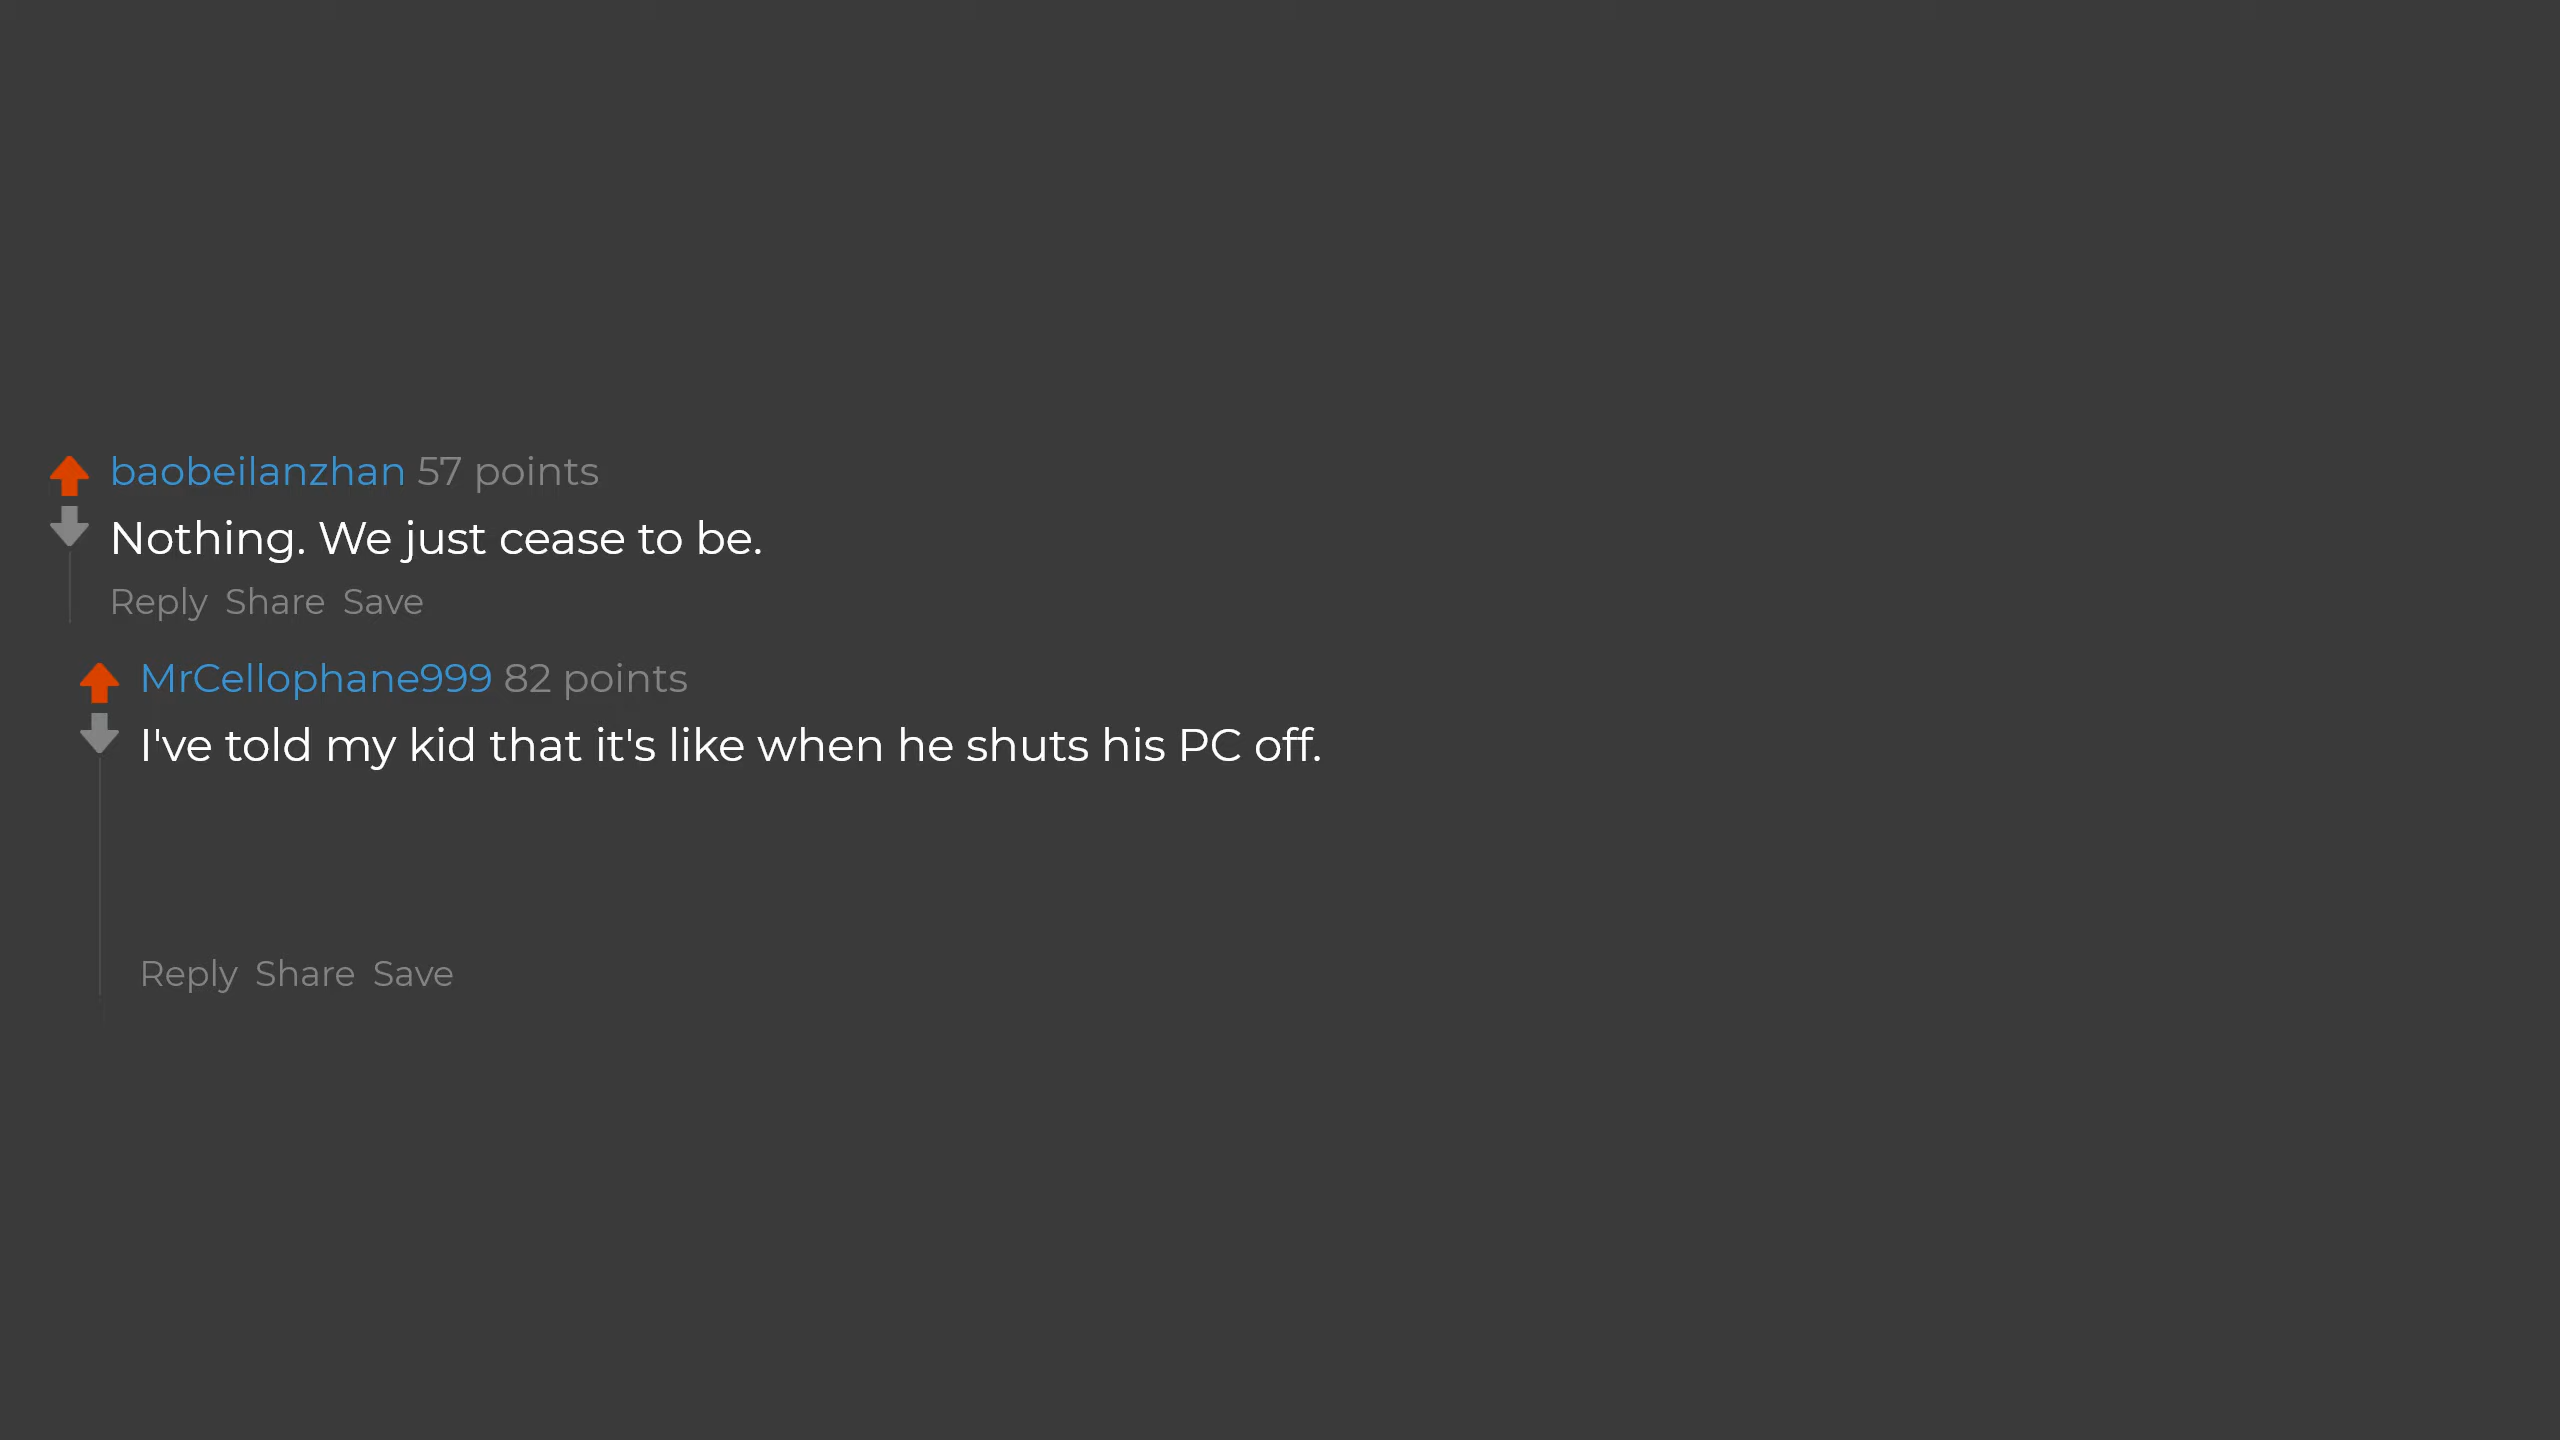 baobeilanzhan 57 points
Nothing. We just cease to be.
Reply Share Save
MrCellophane999 82 points
I've told my kid that it's like when he shuts his PC off.
Reply Share Save